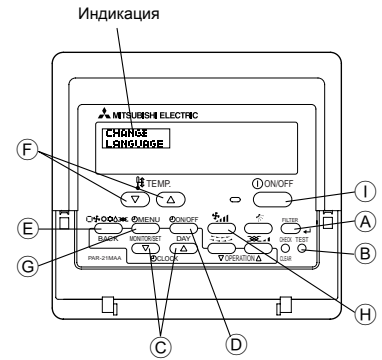 Индикация
MITSUBISHI ELECTRIC
CHANGE
LANGUAGE
F
TEMP.
ON/OFF
I
E
MENU
ON/OFF
FILTER
A
BACK
MONITOR/SET
DAY
CHECK TEST
B
PAR-21MAA
CLOCK
▽ OPERATION △
CLEAR
G
H
C
D